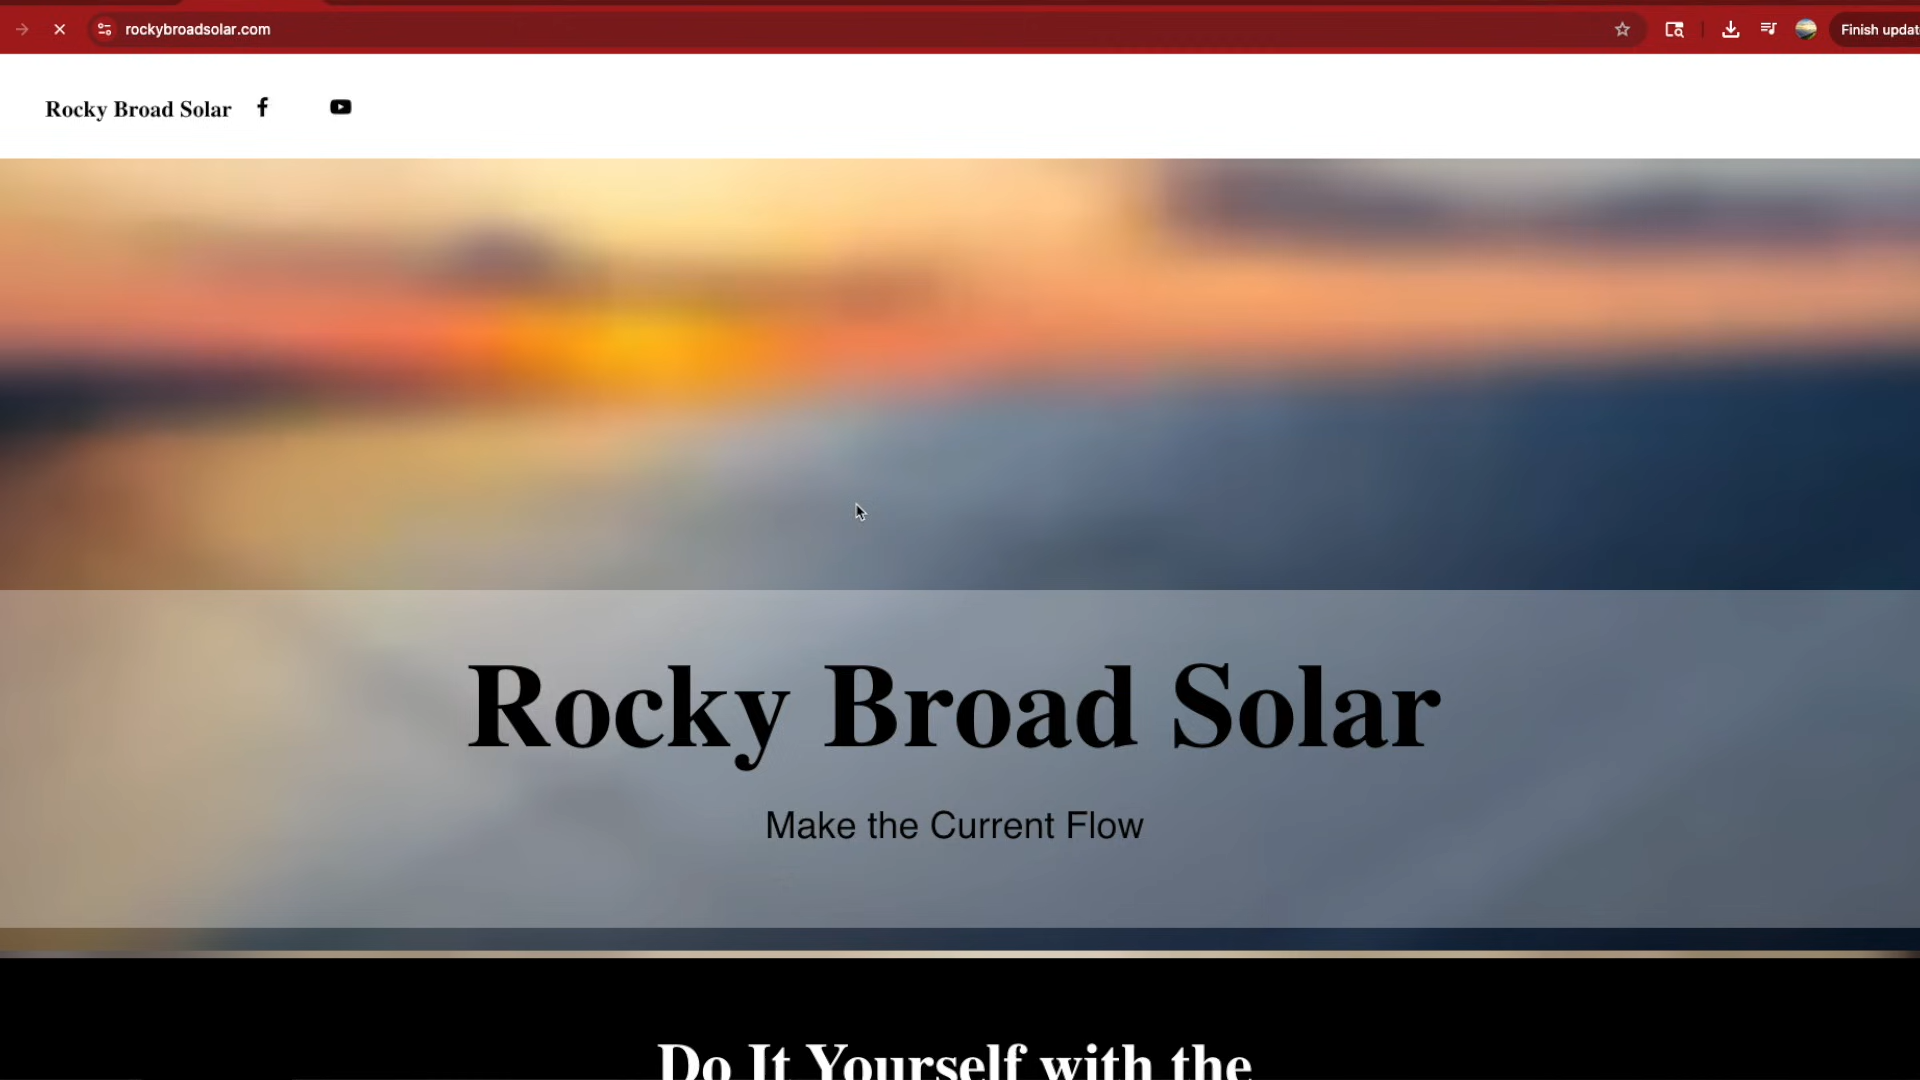 rockybroadsolar.com
Finish updat
Rocky Broad Solar
Rocky Broad Solar
Make the Current Flow
Do It Yourself with the